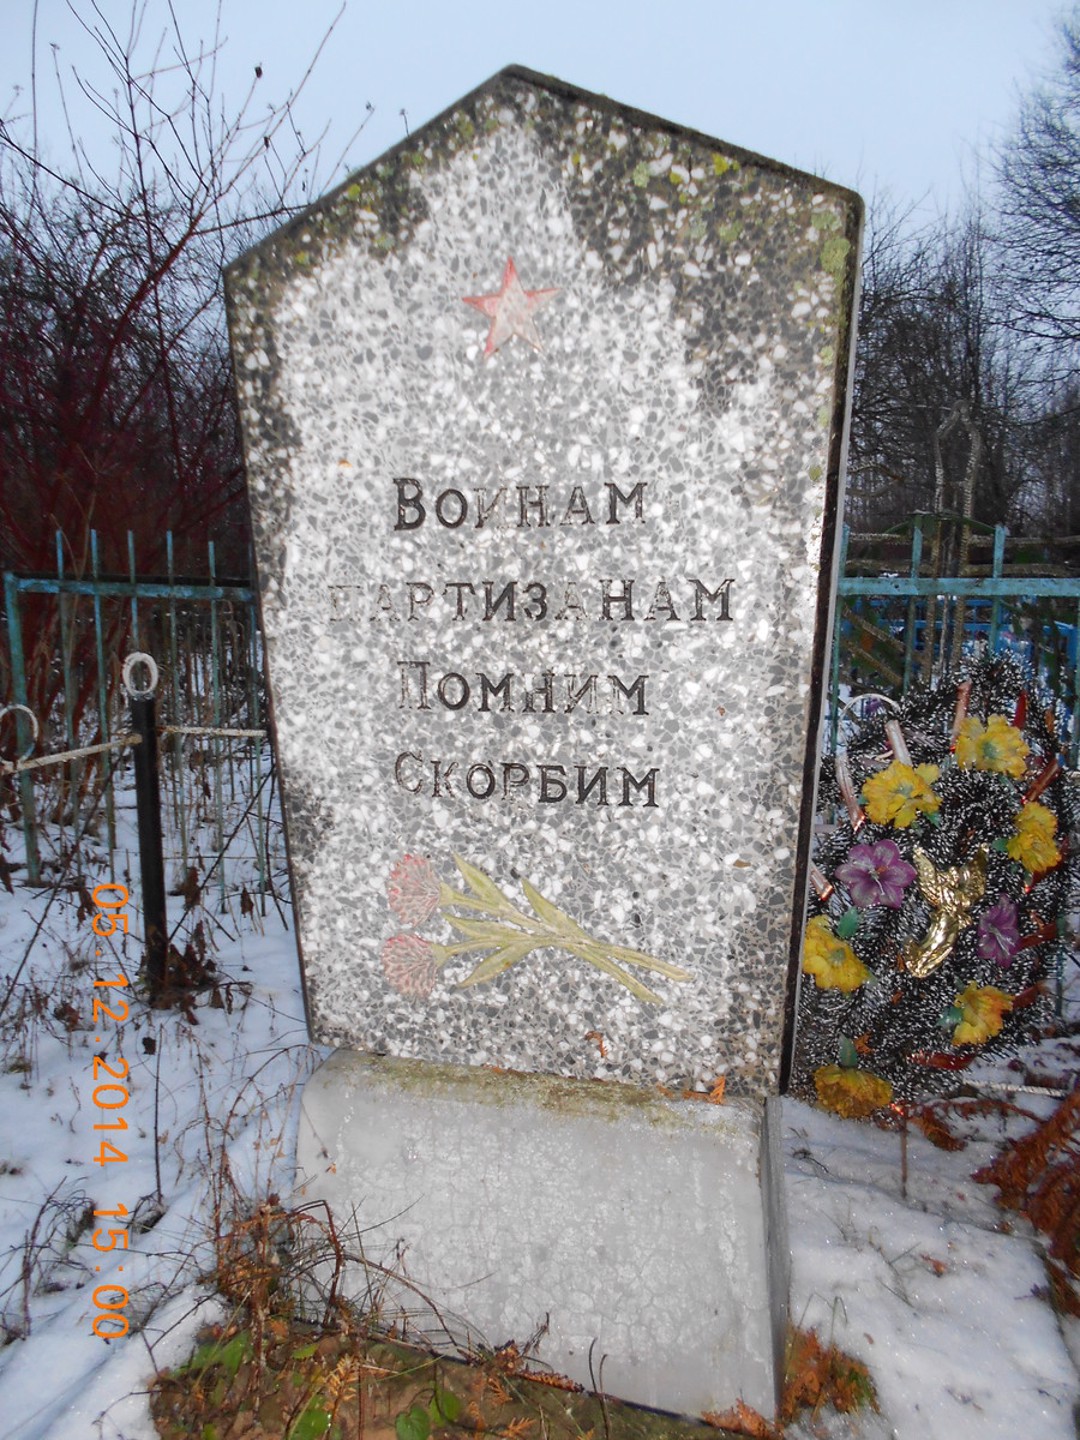 Воинам
партизанам
Помним
Скорбим
05.12.2014 15:00